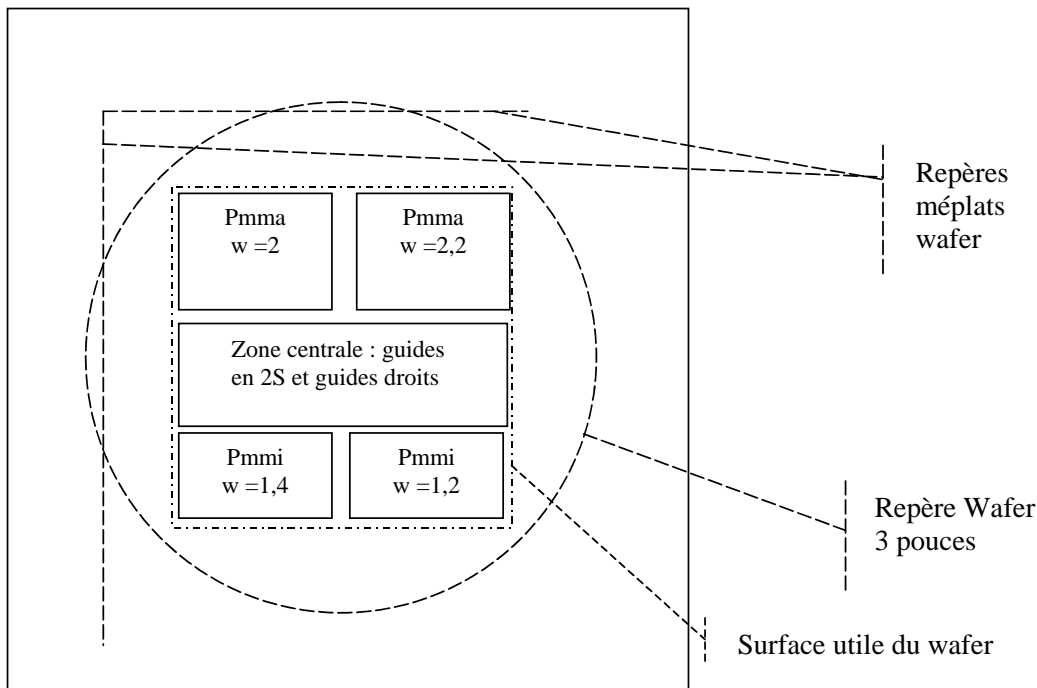 Pmma
w =2
Pmma
w =2,2
Zone centrale : guides
en 2S et guides droits
Pmmi
w =1,4
Pmmi
w =1,2
Repères
méplats
wafer
Repère Wafer
3 pouces
Surface utile du wafer